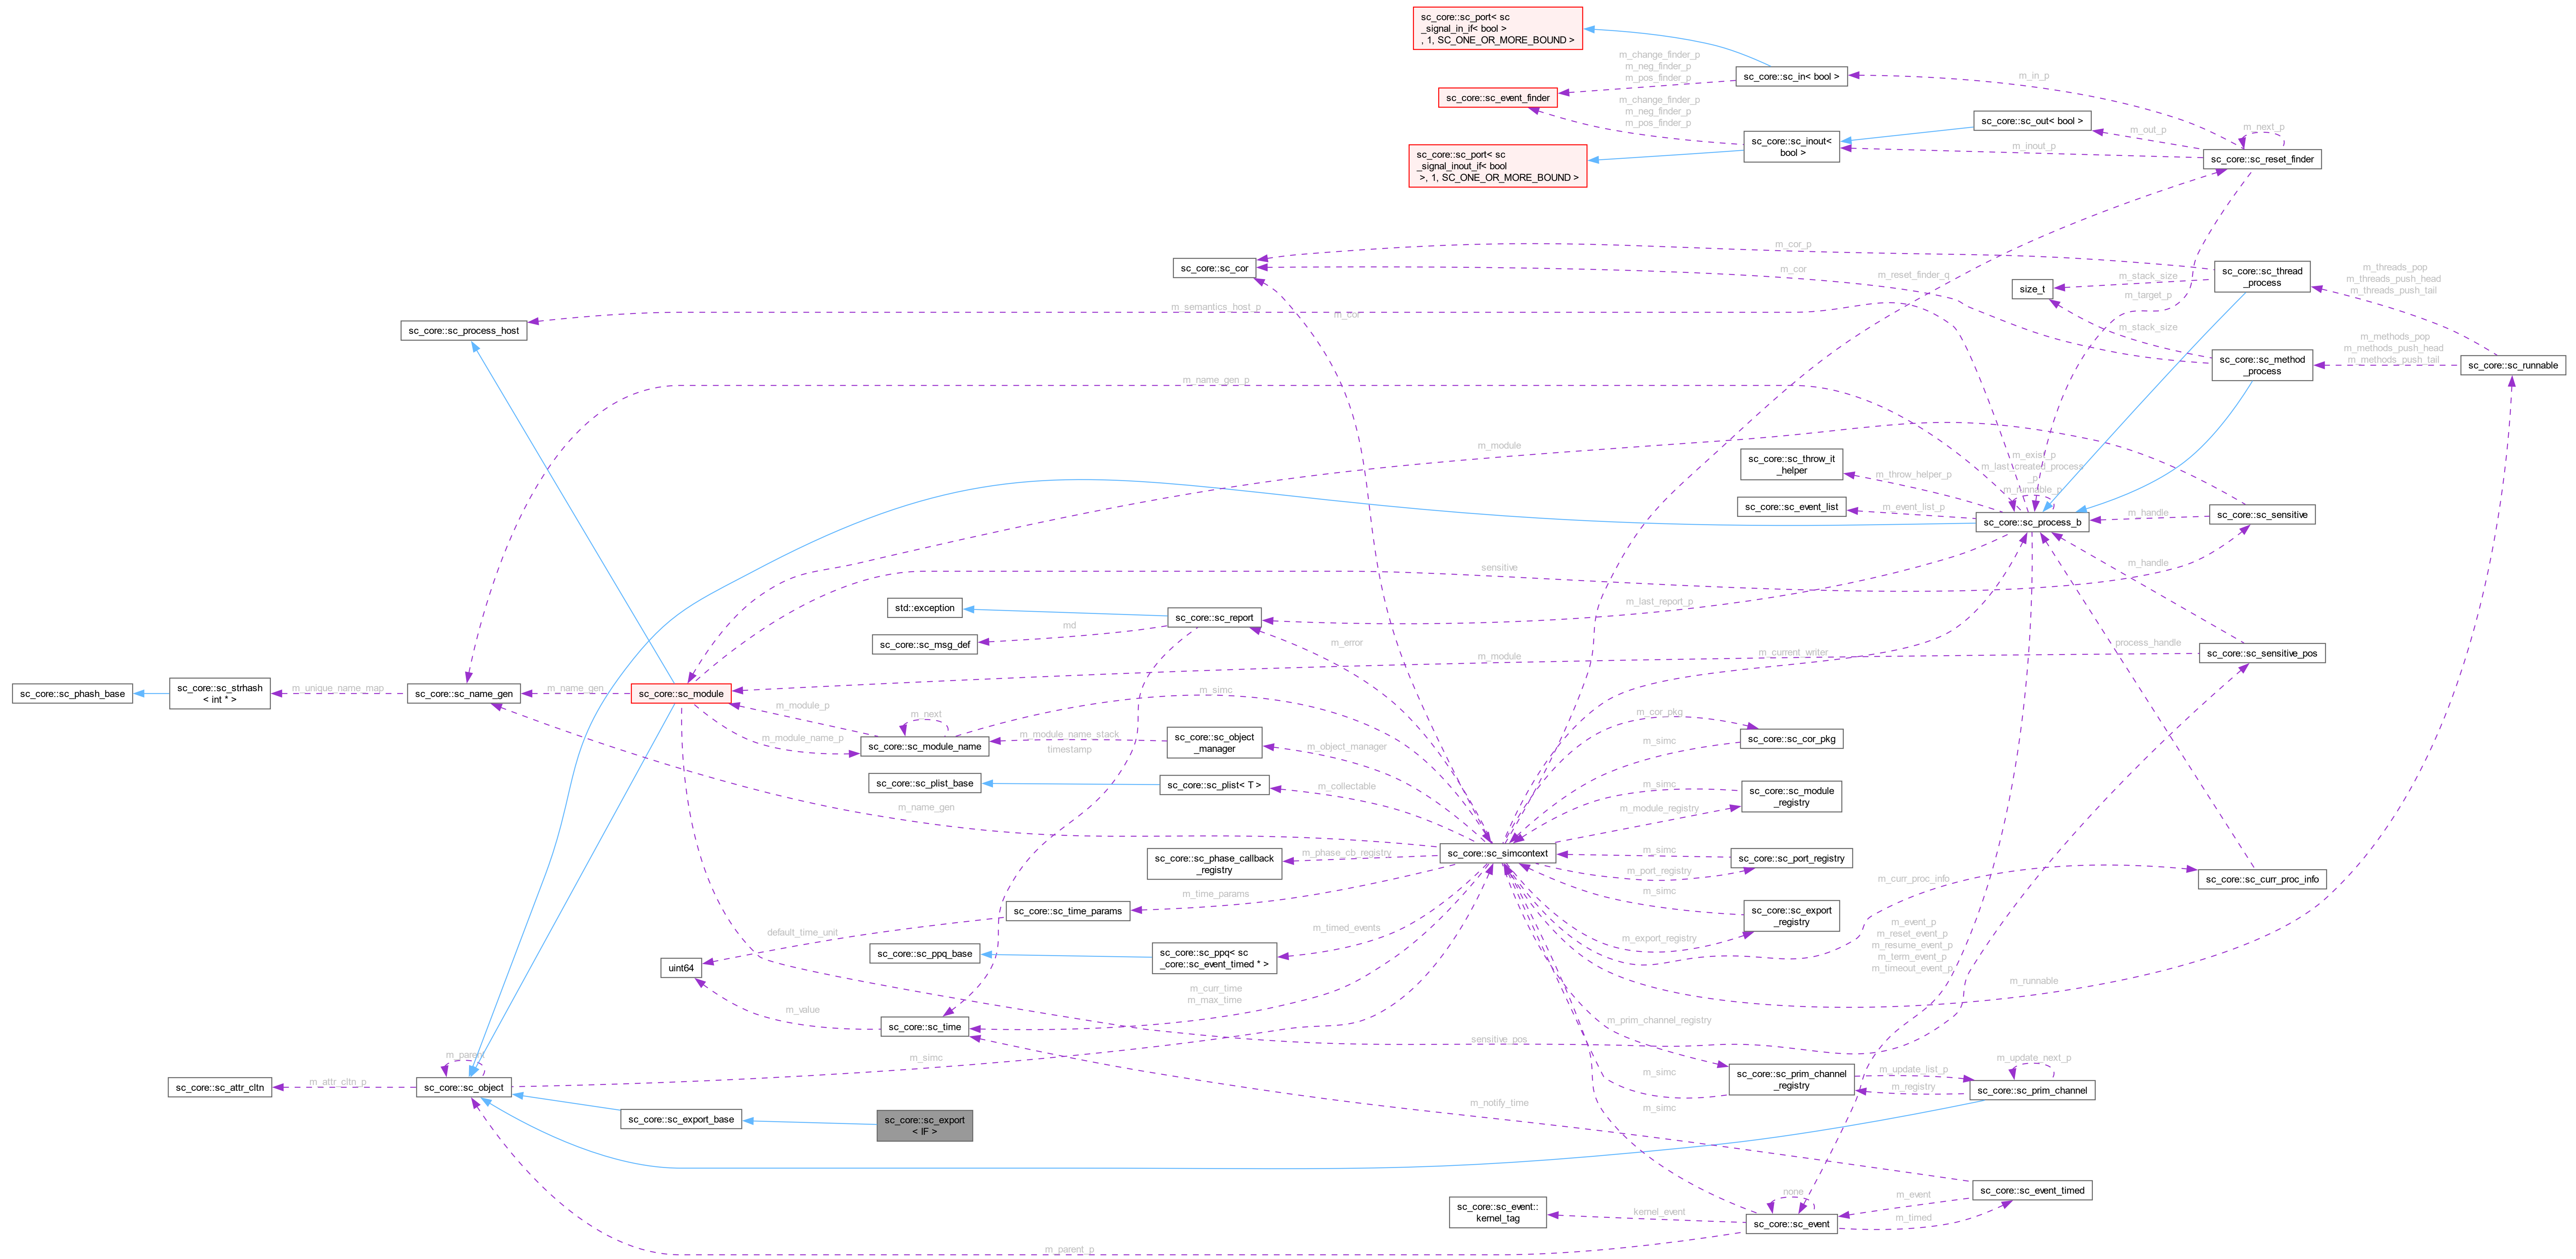 sc_core::sc_port< sc
_signal_in_if< bool >
, 1, SC_ONE_OR_MORE_BOUND >
m_change_finder_p
m_neg_finder_p
m_pos_finder_p
sc_core::sc_in< bool >
m_in_p
sc_core::sc_event_finder
m_change_finder_p
m_neg_finder_p
m_pos_finder_p
sc_core::sc_out< bool >
m_out_p
m_next_p
sc_core::sc_inout<
bool >
m_inout_p
sc_core::sc_reset_finder
sc_core::sc_port< sc
_signal_inout_if< bool
>, 1, SC_ONE_OR_MORE_BOUND >
m_cor_p
sc_core::sc_cor
m_cor
m_reset_finder_q
size_t
m_stack_size
m_target_p
sc_core::sc_thread
_process
m_threads_pop
m_threads_push_head
m_threads_push_tail
m_semantics_host_p
m_cor
sc_core::sc_process_host
m_stack_size
m_methods_pop
m_methods_push_head
m_methods_push_tail
sc_core::sc_method
_process
sc_core::sc_runnable
m_name_gen_p
m_module
sc_core::sc_throw_it
_helper
m_throw_helper_p
m_exist_p
m_last_created_process
_p
m_runnable_p
sc_core::sc_event_list
m_event_list_p
sc_core::sc_process_b
m_handle
sc_core::sc_sensitive
sensitive
m_handle
std::exception
sc_core::sc_report
m_last_report_p
md
sc_core::sc_msg_def
m_error
process_handle
m_module
m_current_writer
sc_core::sc_sensitive_pos
sc_core::sc_phash_base
sc_core::sc_strhash
< int * >
m_unique_name_map
sc_core::sc_name_gen
m_name_gen
sc_core::sc_module
m_simc
m_module_p
m_next
m_cor_pkg
m_module_name_p
sc_core::sc_module_name
m_module_name_stack
timestamp
sc_core::sc_object
_manager
m_object_manager
m_simc
sc_core::sc_cor_pkg
sc_core::sc_plist_base
sc_core::sc_plist< T >
m_collectable
m_simc
m_module_registry
sc_core::sc_module
_registry
m_name_gen
sc_core::sc_phase_callback
_registry
m_phase_cb_registry
sc_core::sc_simcontext
m_simc
m_port_registry
sc_core::sc_port_registry
m_time_params
m_simc
m_curr_proc_info
sc_core::sc_curr_proc_info
sc_core::sc_time_params
sc_core::sc_export
_registry
default_time_unit
m_timed_events
m_export_registry
m_event_p
m_reset_event_p
m_resume_event_p
m_term_event_p
m_timeout_event_p
sc_core::sc_ppq_base
sc_core::sc_ppq< sc
_core::sc_event_timed * >
uint64
m_curr_time
m_max_time
m_runnable
m_value
sc_core::sc_time
m_prim_channel_registry
sensitive_pos
m_parent
m_simc
m_simc
sc_core::sc_prim_channel
_registry
m_update_list_p
m_update_next_p
m_registry
sc_core::sc_prim_channel
sc_core::sc_attr_cltn
m_attr_cltn_p
sc_core::sc_object
sc_core::sc_export_base
sc_core::sc_export
< IF >
m_notify_time
m_simc
sc_core::sc_event::
kernel_tag
kernel_event
none
sc_core::sc_event
m_event
m_timed
sc_core::sc_event_timed
m_parent_p